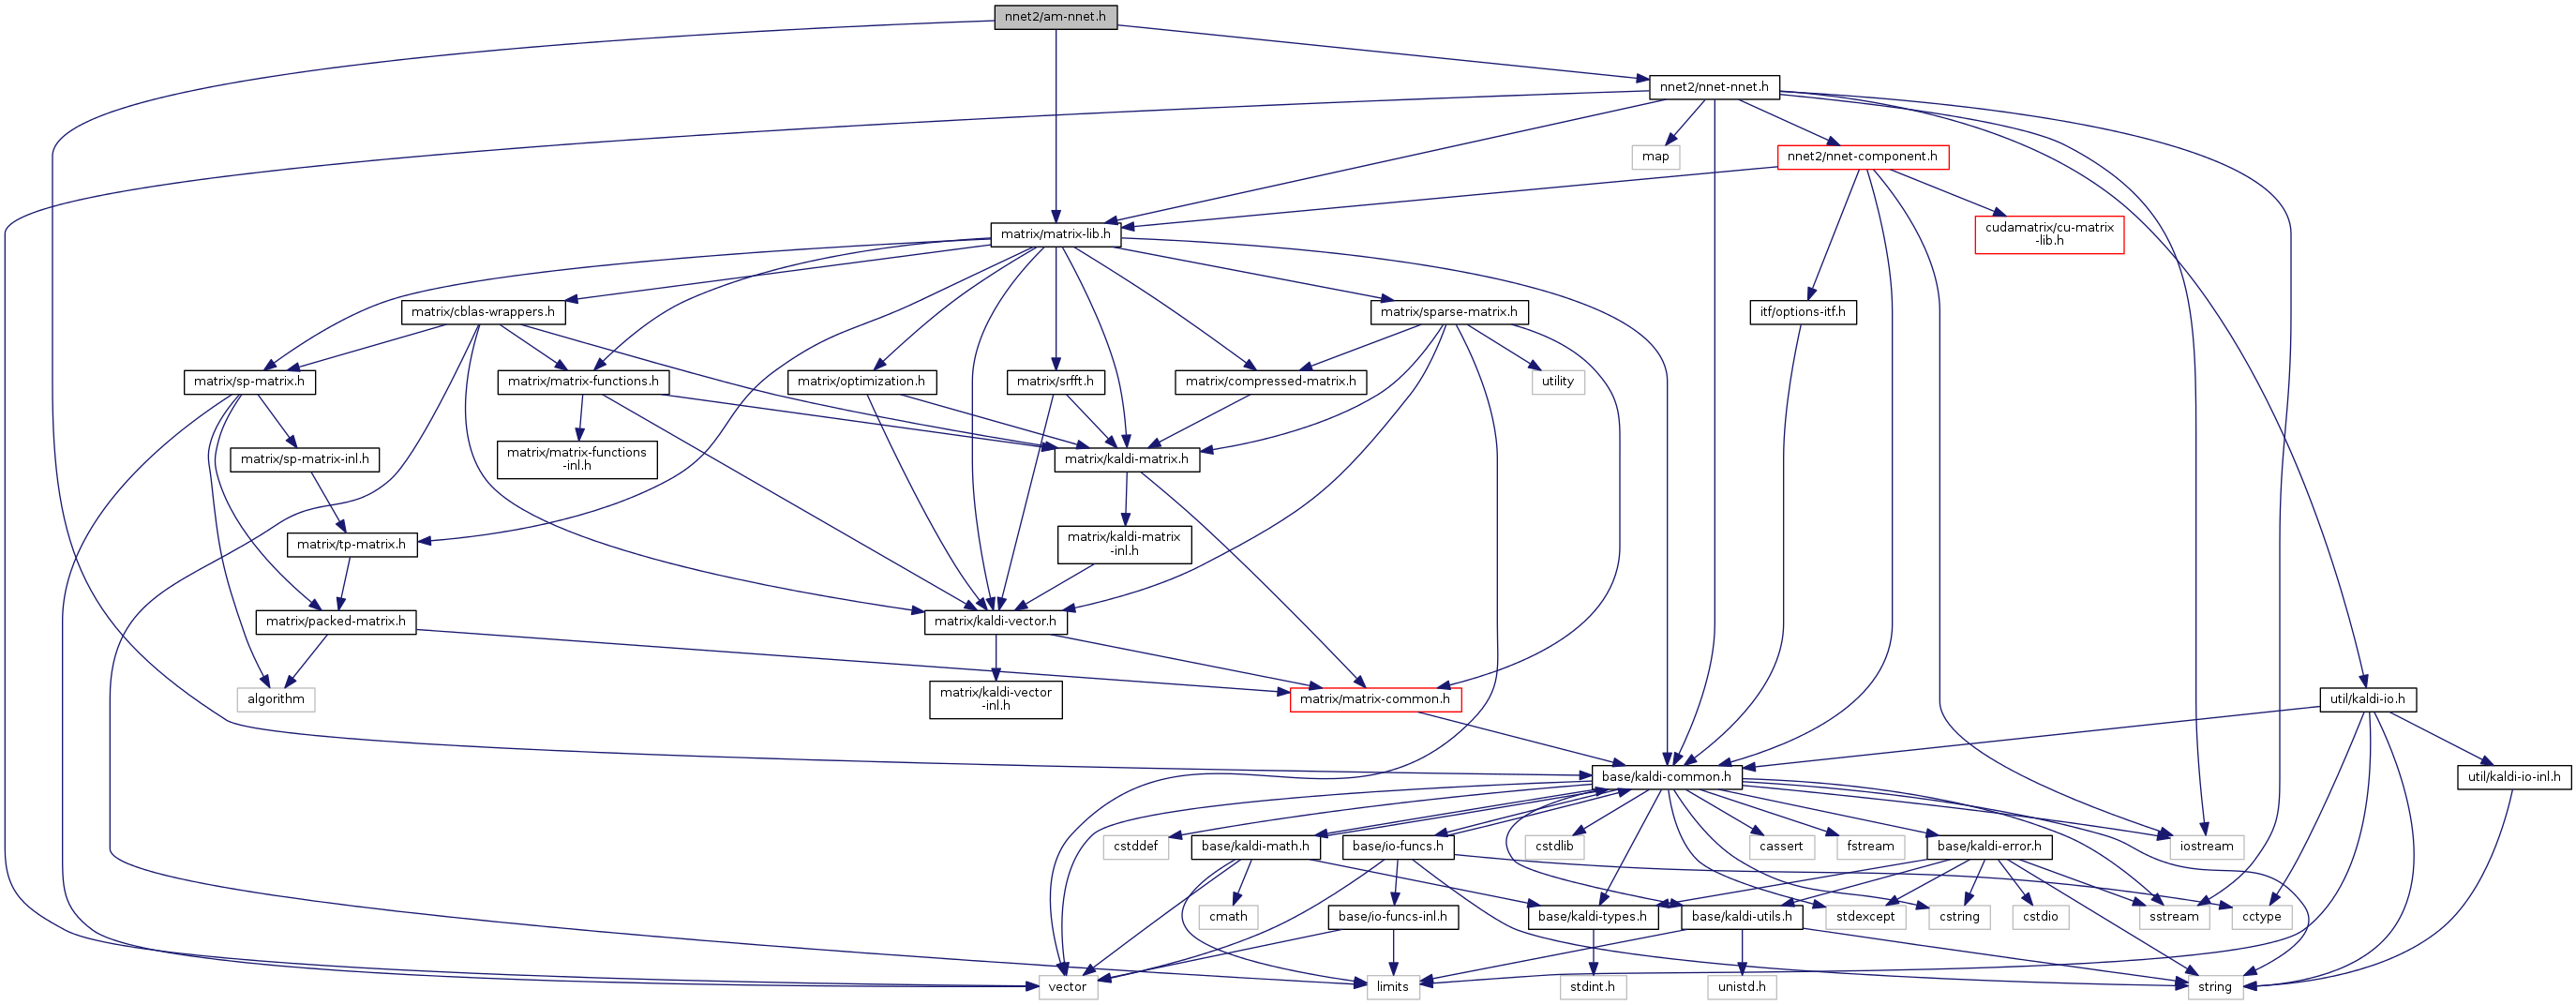 nnet2/am-nnet.h
nnet2/nnet-nnet.h
map
nnet2/nnet-component.h
matrix/matrix-lib.h
cudamatrix/cu-matrix
-lib.h
matrix/cblas-wrappers.h
matrix/sparse-matrix.h
itf/options-itf.h
matrix/sp-matrix.h
matrix/matrix-functions.h
matrix/optimization.h
matrix/srfft.h
matrix/compressed-matrix.h
utility
matrix/sp-matrix-inl.h
matrix/matrix-functions
-inl.h
matrix/kaldi-matrix.h
matrix/tp-matrix.h
matrix/kaldi-matrix
-inl.h
matrix/packed-matrix.h
matrix/kaldi-vector.h
algorithm
matrix/kaldi-vector
-inl.h
matrix/matrix-common.h
util/kaldi-io.h
base/kaldi-common.h
util/kaldi-io-inl.h
cstddef
base/kaldi-math.h
base/io-funcs.h
cstdlib
cassert
fstream
base/kaldi-error.h
iostream
cmath
base/io-funcs-inl.h
base/kaldi-types.h
base/kaldi-utils.h
stdexcept
cstring
cstdio
sstream
cctype
vector
limits
stdint.h
unistd.h
string